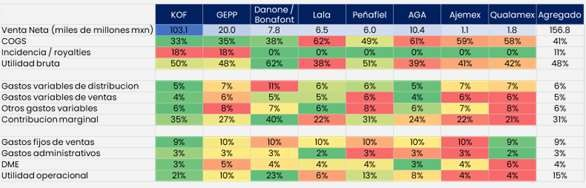 KOF GEPP Danone / Bonafont Lala Peñafiel AGA Ajemex Qualamex Agregado
Venta Neta (miles de millones mxn) 103.1 20.0 7.8 6.5 6.0 10.4 1.1 1.8 156.8
COGS 33% 35% 38% 62% 49% 61% 59% 58% 41%
Incidencia / royalties 18% 18% 0% 0% 0% 0% 0% 0% 11%
Utilidad bruta 50% 48% 62% 38% 51% 39% 41% 42% 48%
Gastos variables de distribucion 5% 7% 11% 6% 6% 5% 7% 7% 6%
Gastos variables de ventas 4% 6% 5% 5% 6% 4% 6% 6% 5%
Otros gastos variables 6% 8% 7% 6% 8% 6% 7% 8% 6%
Contribucion marginal 35% 27% 40% 22% 31% 24% 22% 21% 31%
Gastos fijos de ventas 9% 10% 10% 10% 10% 10% 10% 9% 9%
Gastos administrativos 3% 3% 3% 2% 3% 3% 4% 2% 3%
DME 3% 5% 4% 4% 4% 3% 4% 6% 4%
Utilidad operacional 21% 10% 23% 6% 13% 8% 4% 4% 15%